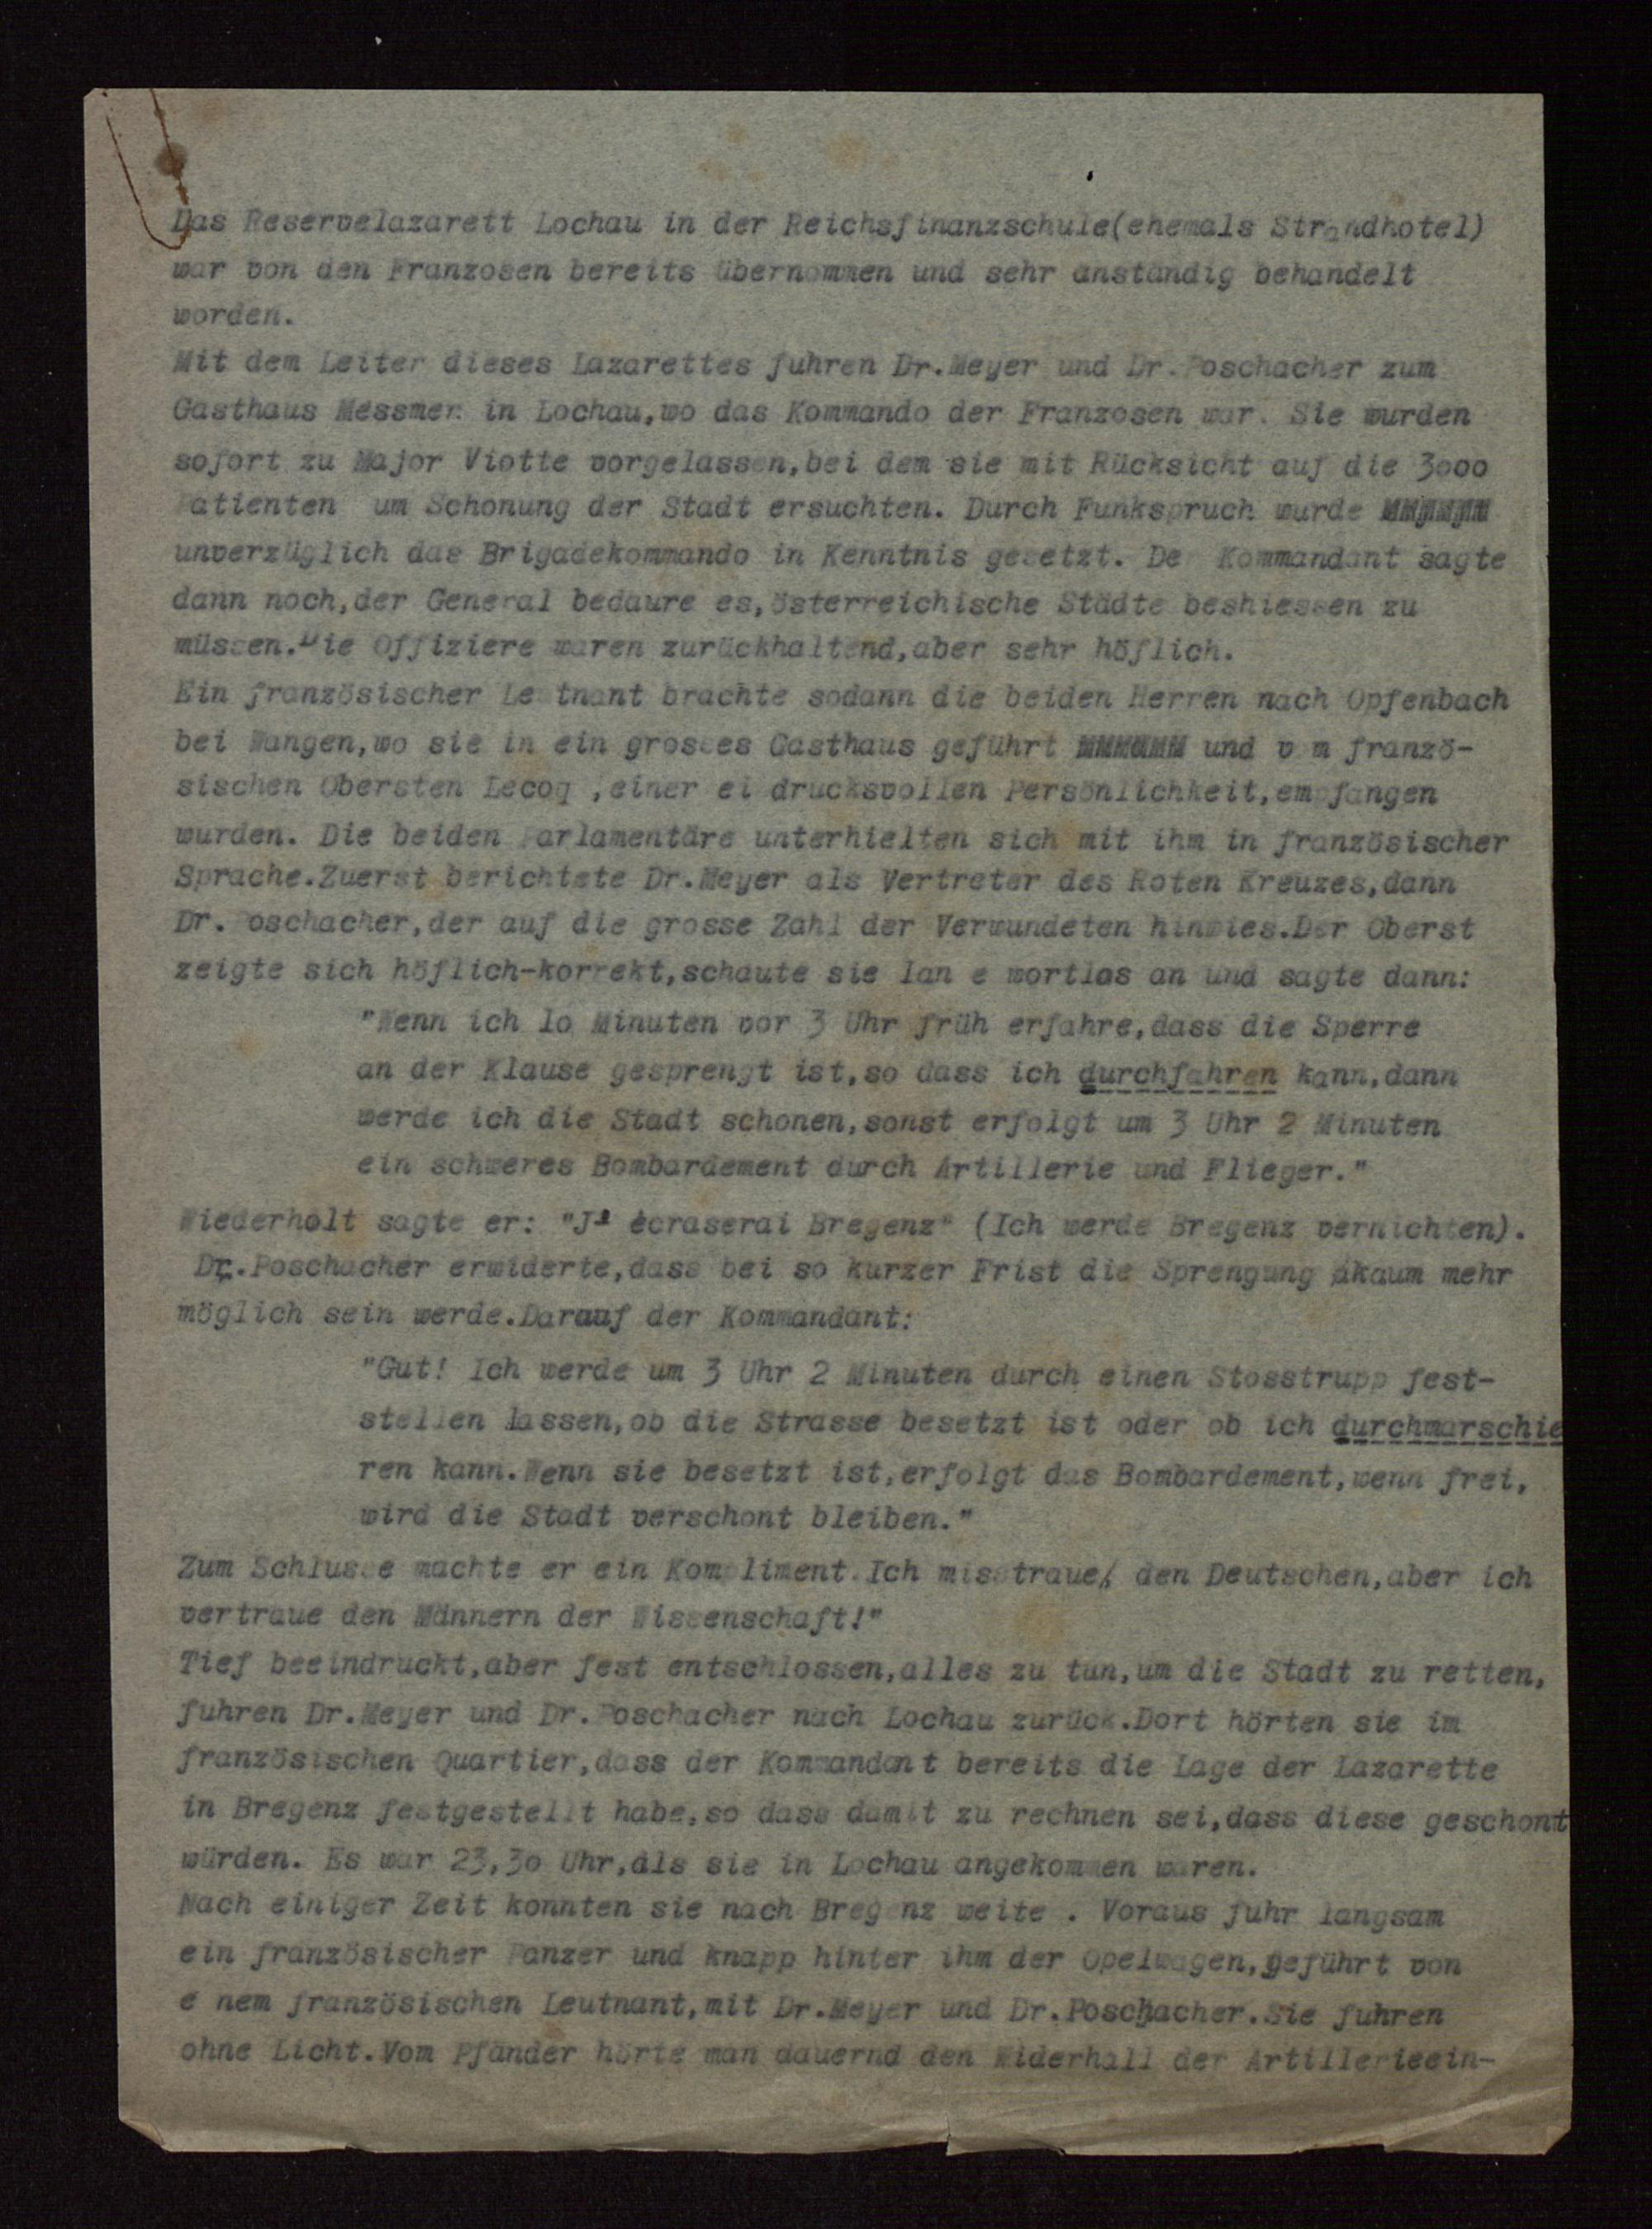 Das Reservelazarett Lochau in der Reichsfinanzschule(ehemals Strandhotel)
war von den Franzosen bereits übernommen und sehr anständig behandelt
worden.
Mit dem Leiter dieses Lazarettes fuhren Dr.Meyer und Dr.Poschacher zum
Gasthaus Messmer in Lochau,wo das Kommando der Franzosen war. Sie wurden
sofort zu Major Viotte vorgelassen,bei dem sie mit Rücksicht auf die 3ooo
Patienten um Schonung der Stadt ersuchten. Durch Funkspruch wurde
unverzüglich das Brigadekommando in Kenntnis gesetzt. De Kommandant sagte
dann noch,der General bedaure es,österreichische Städte beshiessen zu
müssen.Die Offiziere waren zurückhaltend,aber sehr höflich.
Ein französischer Leutnant brachte sodann die beiden Herren nach Opfenbach
bei Wangen,wo sie in ein grosses Gasthaus geführt und vom franzö-
sischen Obersten Lecoq ,einer ei drucksvollen Persönlichkeit,empfangen
wurden. Die beiden Parlamentäre unterhielten sich mit ihm in französischer
Sprache.Zuerst berichtete Dr.Meyer als Vertreter des Roten Kreuzes,dann
Dr.Poschacher,der auf die grosse Zahl der Verwundeten hinwies.Der Oberst
zeigte sich höflich-korrekt,schaute sie lan e wortlos an und sagte dann:
"Wenn ich lo Minuten vor 3 Uhr früh erfahre,dass die Sperre
an der Klause gesprengt ist,so dass ich durchfahren kann,dann
werde ich die Stadt schonen,sonst erfolgt um 3 Uhr 2 Minuten
ein schweres Bombardement durch Artillerie und Flieger."
Wiederholt sagte er: "J' ècraserai Bregenz" (Ich werde Bregenz vernichten).
Dr.Poschacher erwiderte,dass bei so kurzer Frist die Sprengung kaum mehr
möglich sein werde.Darauf der Kommandant:
"Gut! Ich werde um 3 Uhr 2 Minuten durch einen Stosstrupp fest-
stellen lassen,ob die Strasse besetzt ist oder ob ich durchmarschie
ren kann.Wenn sie besetzt ist,erfolgt das Bombardement,wenn frei,
wird die Stadt verschont bleiben."
Zum Schlusse machte er ein Kompliment.Ich misstraue, den Deutschen,aber ich
vertraue den Männern der Wissenschaft!"
Tief beeindruckt,aber fest entschlossen,alles zu tun,um die Stadt zu retten,
fuhren Dr.Meyer und Dr.Poschacher nach Lochau zurück.Dort hörten sie im
französischen Quartier,dass der Kommandant bereits die Lage der Lazarette
in Bregenz festgestellt habe,so dass damit zu rechnen sei,dass diese geschont
würden. Es war 23,3o Uhr,als sie in Lochau angekommen waren.
Nach einiger Zeit konnten sie nach Bregenz weite . Voraus fuhr langsam
ein französischer Panzer und knapp hinter ihm der Opelwagen,geführt von
e nem französischen Leutnant,mit Dr.Meyer und Dr.Poschacher.Sie fuhren
ohne Licht.Vom Pfänder hörte man dauernd den Widerhall der Artillerieein-